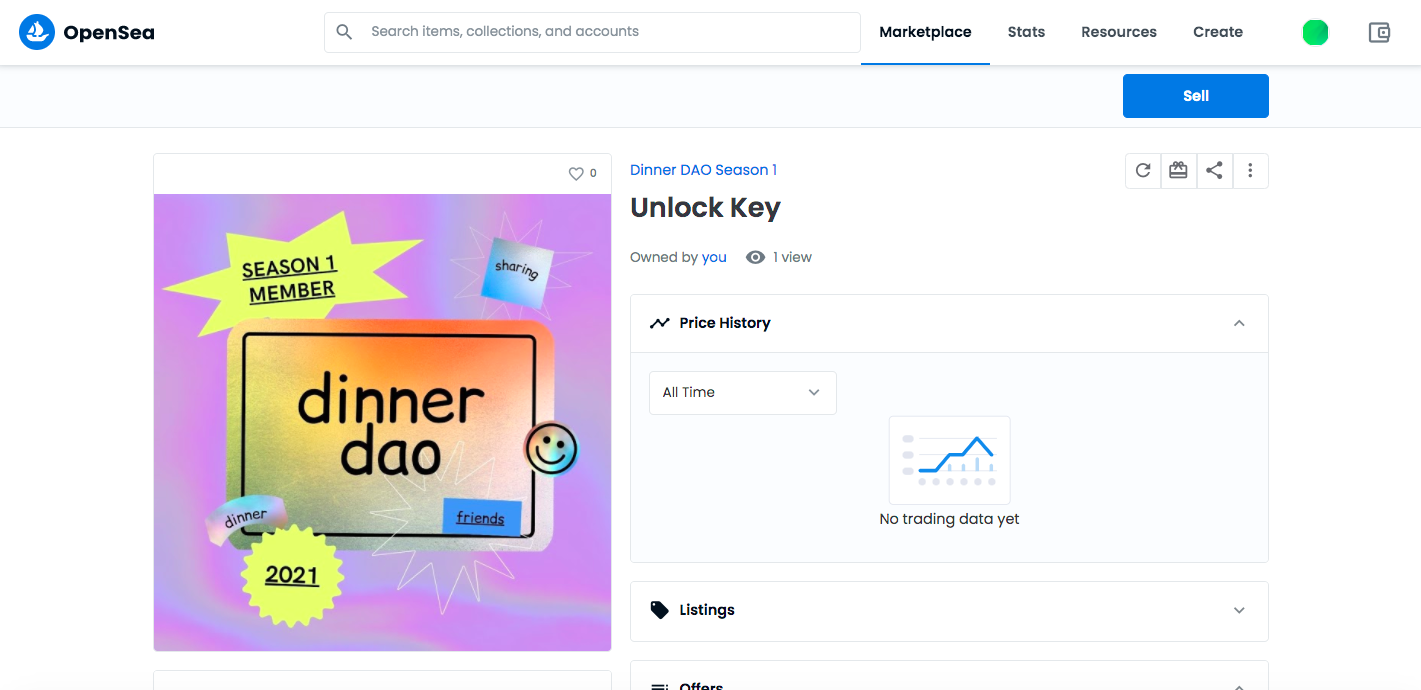 OpenSea
Search items, collections, and accounts
Marketplace
Stats
Resources
Create
Sell
0
SEASON 1
MEMBER
sharing
dinner
dao
dinner
friends
2021
Dinner DAO Season 1
Unlock Key
Owned by you
1 view
Price History
All Time
No trading data yet
Listings
Offers